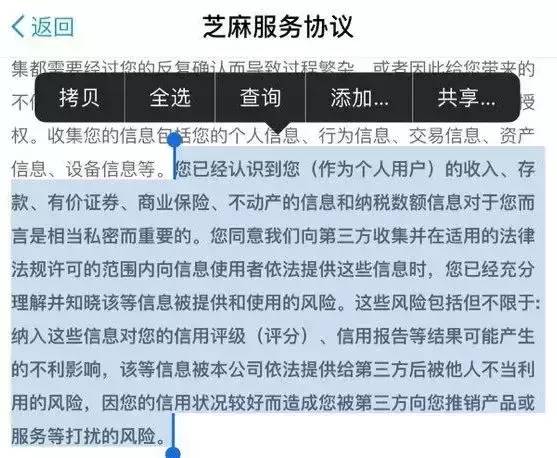 返回
芝麻服务协议
集都需要经过您的反复确认而导致过程繁杂，或者因此给您带来的
拷贝 全选 查询 添加... 共享...
不 授
权。收集您的信息包括您的个人信息、行为信息、交易信息、资产
信息、设备信息等。您已经认识到您（作为个人用户）的收入、存
款、有价证券、商业保险、不动产的信息和纳税数额信息对于您而
言是相当私密而重要的。您同意我们向第三方收集并在适用的法律
法规许可的范围内向信息使用者依法提供这些信息时，您已经充分
理解并知晓该等信息被提供和使用的风险。这些风险包括但不限于:
纳入这些信息对您的信用评级（评分）、信用报告等结果可能产生
的不利影响，该等信息被本公司依法提供给第三方后被他人不当利
用的风险，因您的信用状况较好而造成您被第三方向您推销产品或
服务等打扰的风险。